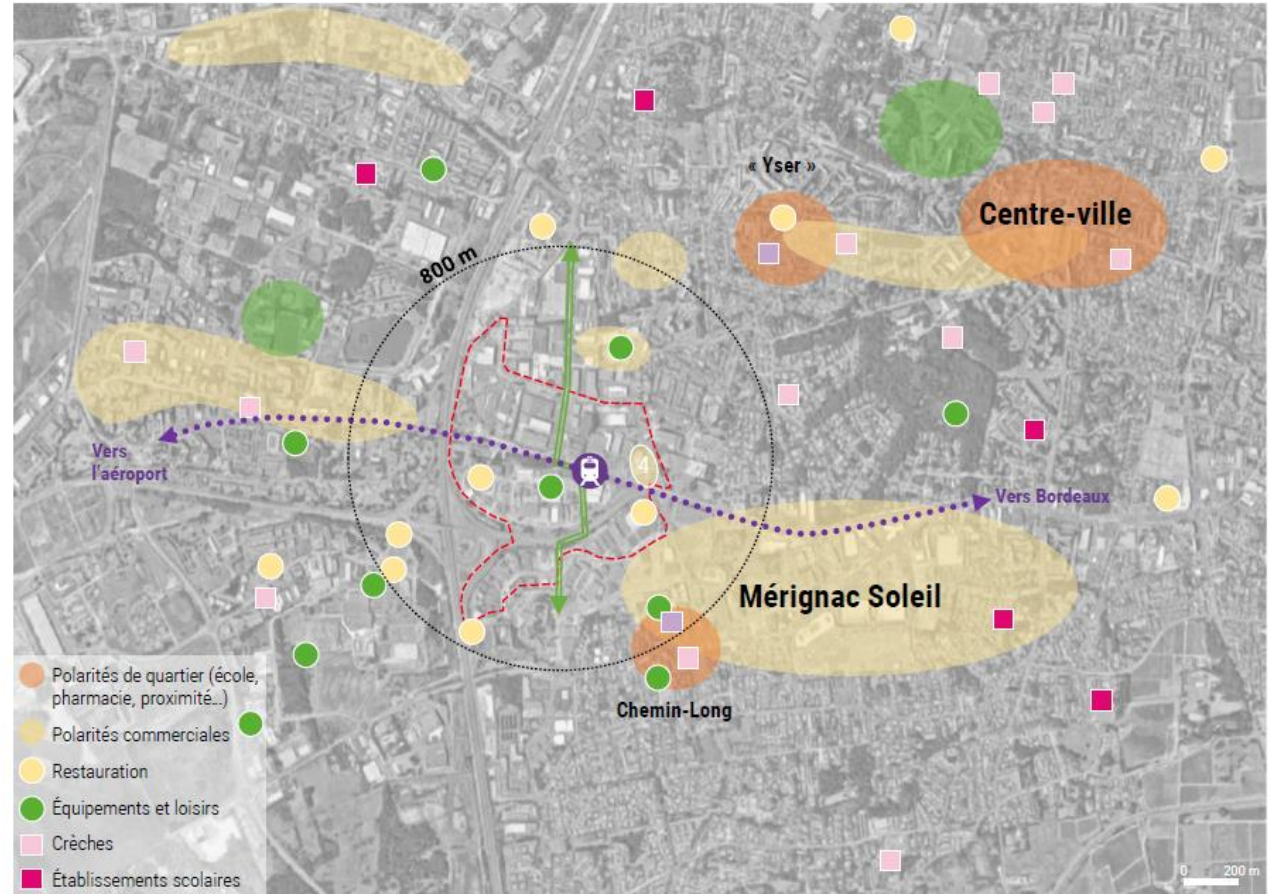 « Yser »
Centre-ville
800 m
4
Vers
l'aéroport
Vers Bordeaux
Mérignac Soleil
Chemin-Long
Polarités de quartier (école,
pharmacie, proximité…)
Polarités commerciales
Restauration
Équipements et loisirs
Crèches
Établissements scolaires
0 200 m